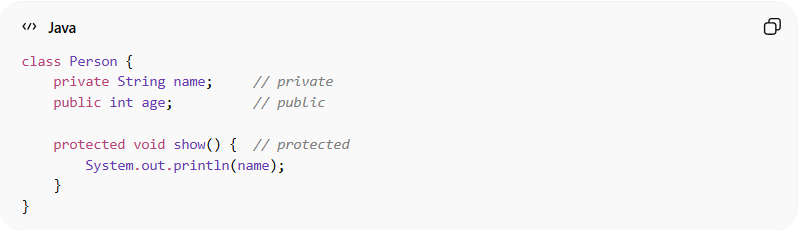 </> Java
class Person {
    private String name;     // private
    public int age;          // public

    protected void show() {  // protected
        System.out.println(name);
    }
}